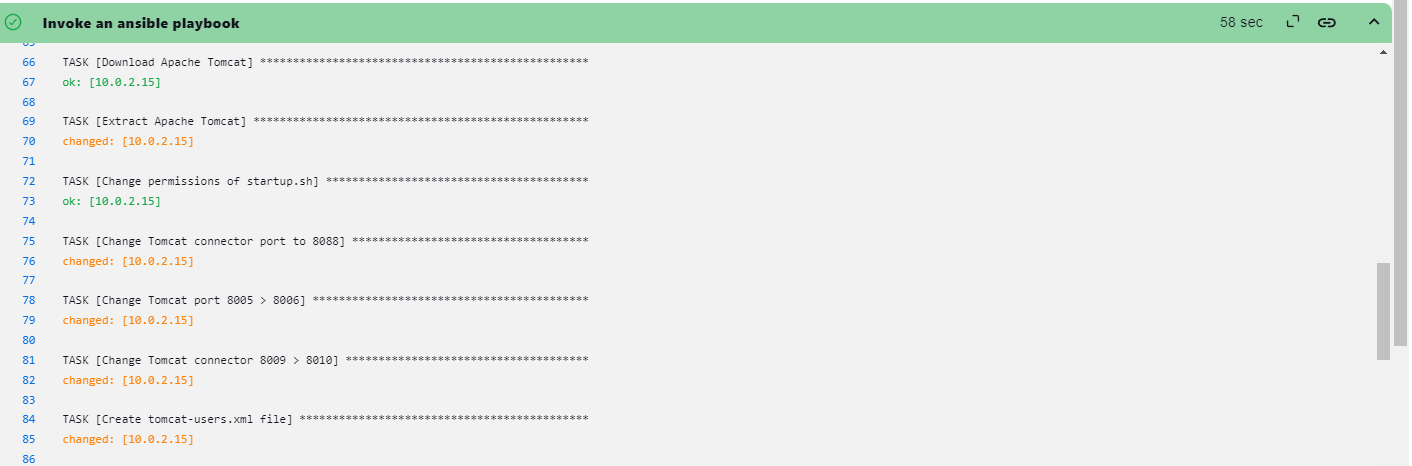 Invoke an ansible playbook 58 sec
65
66 TASK [Download Apache Tomcat] **************************************************
67 ok: [10.0.2.15]
68
69 TASK [Extract Apache Tomcat] ***************************************************
70 changed: [10.0.2.15]
71
72 TASK [Change permissions of startup.sh] ****************************************
73 ok: [10.0.2.15]
74
75 TASK [Change Tomcat connector port to 8088] ************************************
76 changed: [10.0.2.15]
77
78 TASK [Change Tomcat port 8005 > 8006] ******************************************
79 changed: [10.0.2.15]
80
81 TASK [Change Tomcat connector 8009 > 8010] *************************************
82 changed: [10.0.2.15]
83
84 TASK [Create tomcat-users.xml file] ********************************************
85 changed: [10.0.2.15]
86